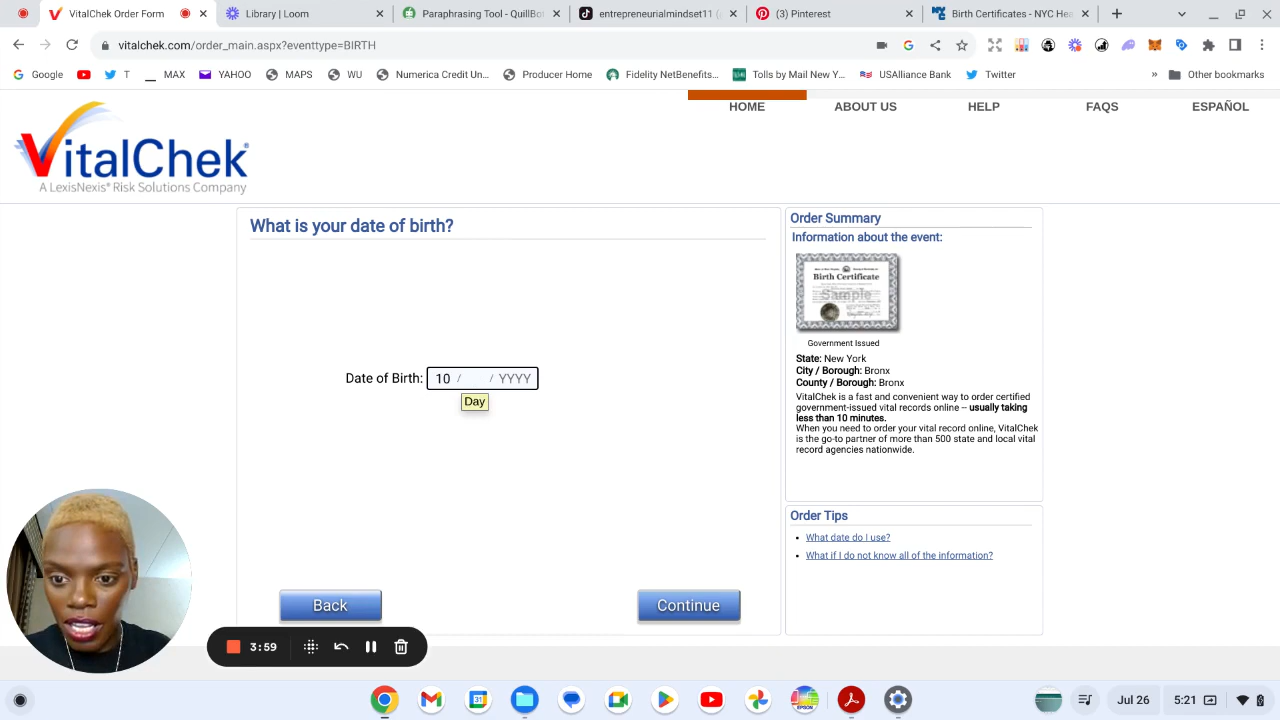 (1) Library | Loom
Paraphrasing Tool - QuillBot
entrepreneurialmindset11 (
(3) Pinterest
Birth Certificates - NYC He
vitalchek.com/order_main.aspx?eventtype=BIRTH
Google
T
MAX
YAHOO
MAPS
WU
Numerica Credit Un...
Producer Home
Fidelity NetBenefits...
Tolls by Mail New Y...
USAlliance Bank
Twitter
»
Other bookmarks
HOME
ABOUT US
HELP
FAQS
ESPAÑOL
VitalChek®
A LexisNexis® Risk Solutions Company
What is your date of birth?
Date of Birth: 10 / / YYYY
Day
Back
Continue
Order Summary
Information about the event:
Birth Certificate
Sample
Government Issued
State: New York
City / Borough: Bronx
County / Borough: Bronx
VitalChek is a fast and convenient way to order certified
government-issued vital records online -- usually taking
less than 10 minutes.
When you need to order your vital record online, VitalChek
is the go-to partner of more than 500 state and local vital
record agencies nationwide.
Order Tips
• What date do I use?
• What if I do not know all of the information?
3:59
EPSON
Jul 26
5:21